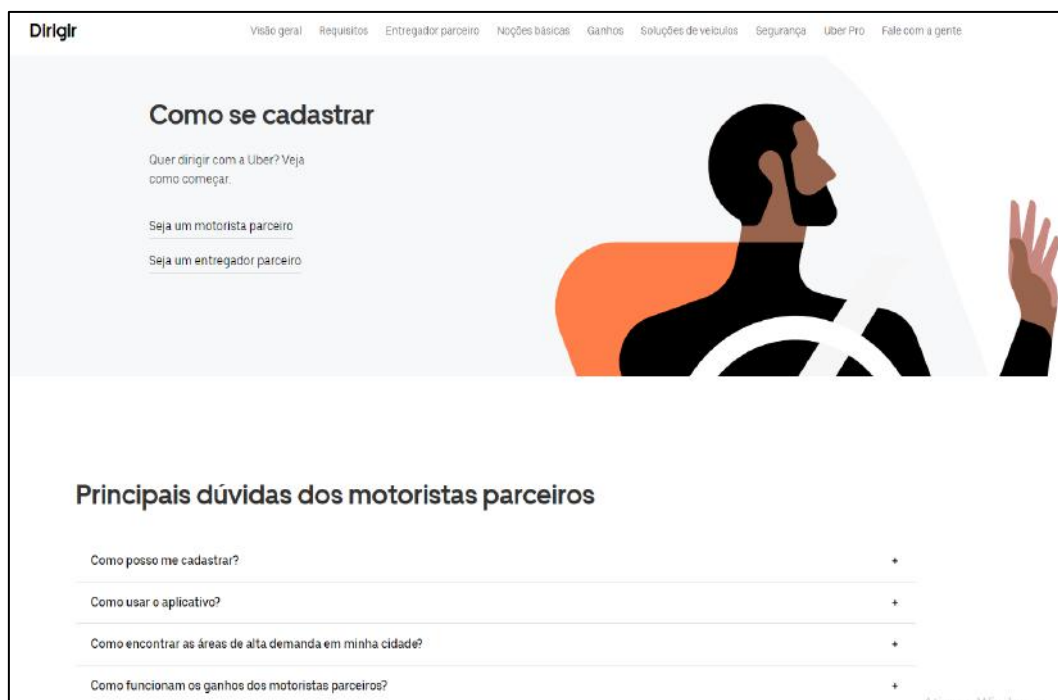 Dirigir
Visão geral Requisitos Entregador parceiro Noções básicas Ganhos Soluções de veículos Segurança Uber Pro Fale com a gente
Como se cadastrar
Quer dirigir com a Uber? Veja
como começar.
Seja um motorista parceiro
Seja um entregador parceiro
Principais dúvidas dos motoristas parceiros
Como posso me cadastrar? +
Como usar o aplicativo? +
Como encontrar as áreas de alta demanda em minha cidade? +
Como funcionam os ganhos dos motoristas parceiros? +